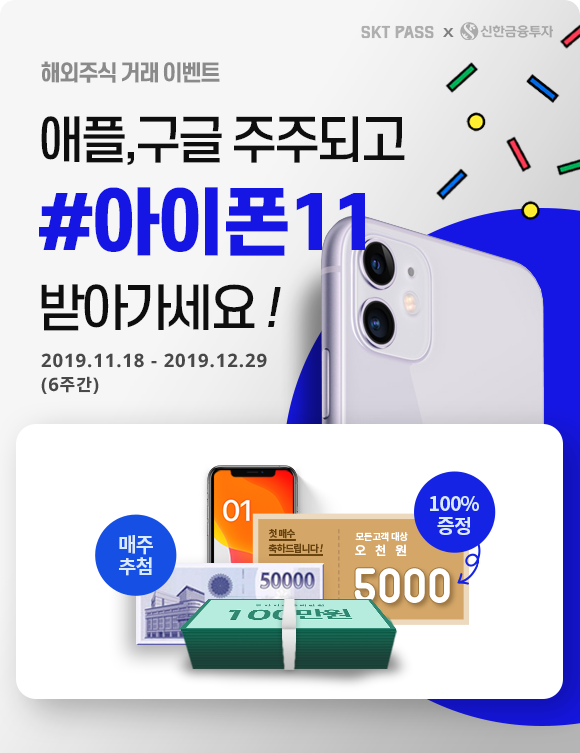 SKT PASS x 신한금융투자
해외주식 거래 이벤트
애플,구글 주주되고
#아이폰11
받아가세요!
2019.11.18 - 2019.12.29
(6주간)
100%
증정
01
첫 매수
축하드립니다!
모든고객 대상
오 천 원
5000
매주
추첨
50000
100만원